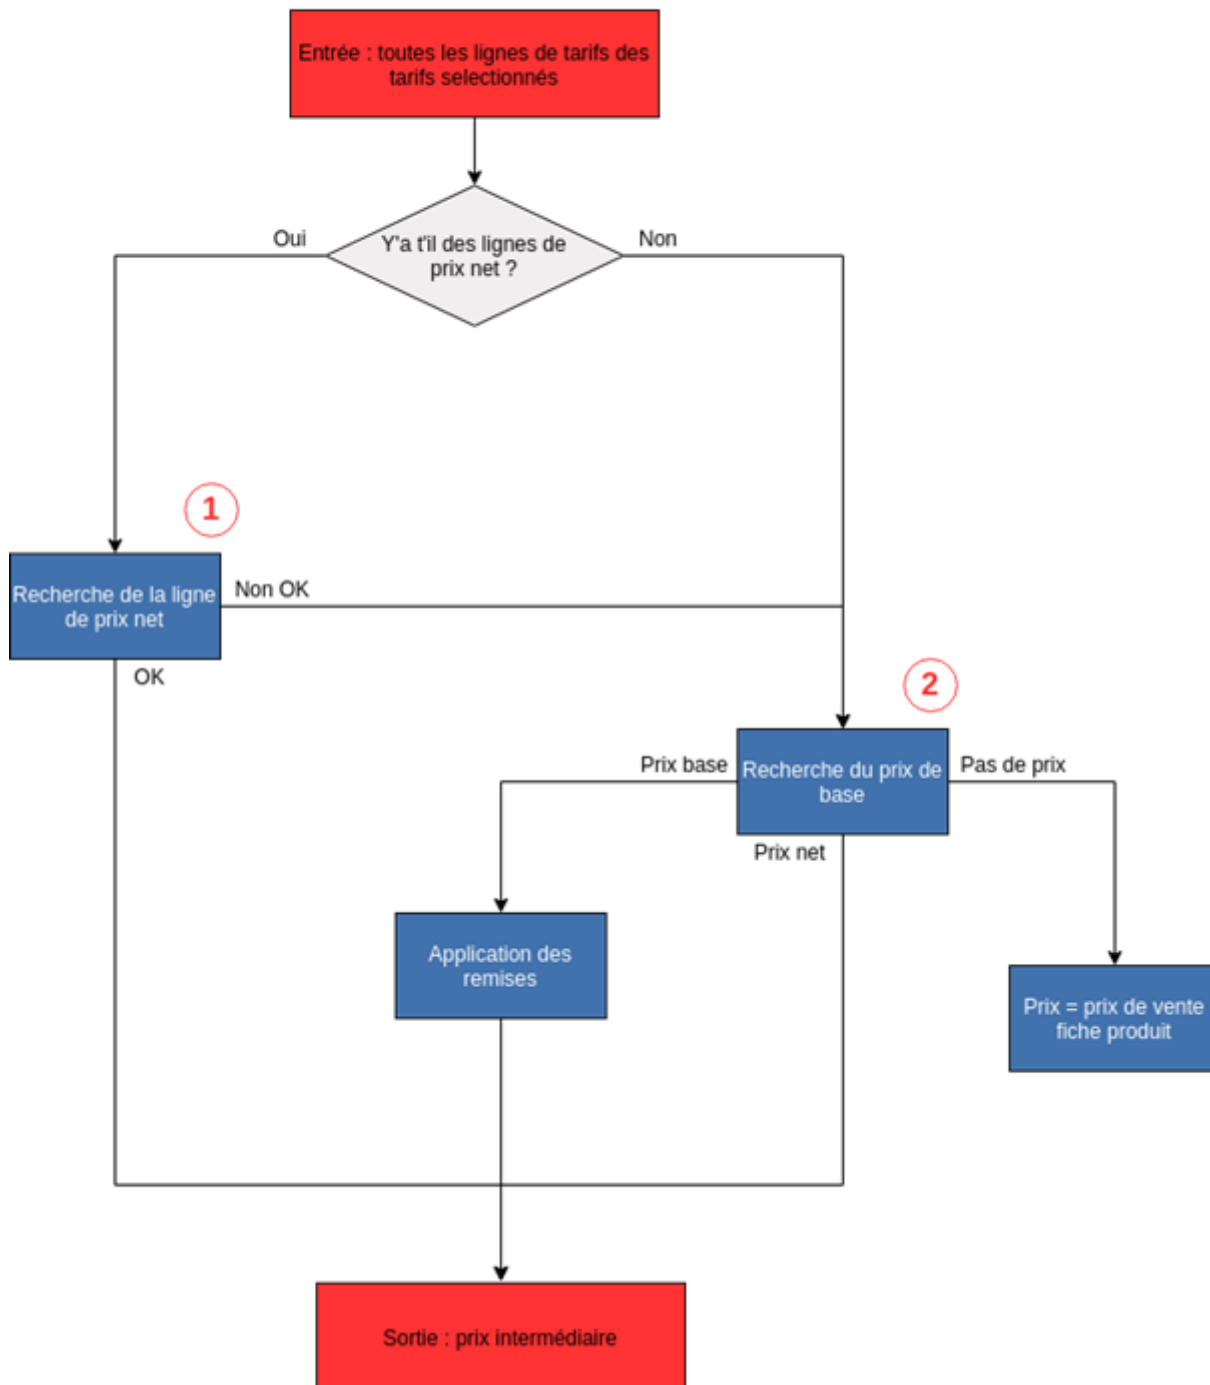 Entrée : toutes les lignes de tarifs des
tarifs selectionnés
Oui
Y'a t'il des lignes de
prix net ?
Non
1
Recherche de la ligne
de prix net
Non OK
OK
2
Prix base
Recherche du prix de
base
Pas de prix
Prix net
Application des
remises
Prix = prix de vente
fiche produit
Sortie : prix intermédiaire